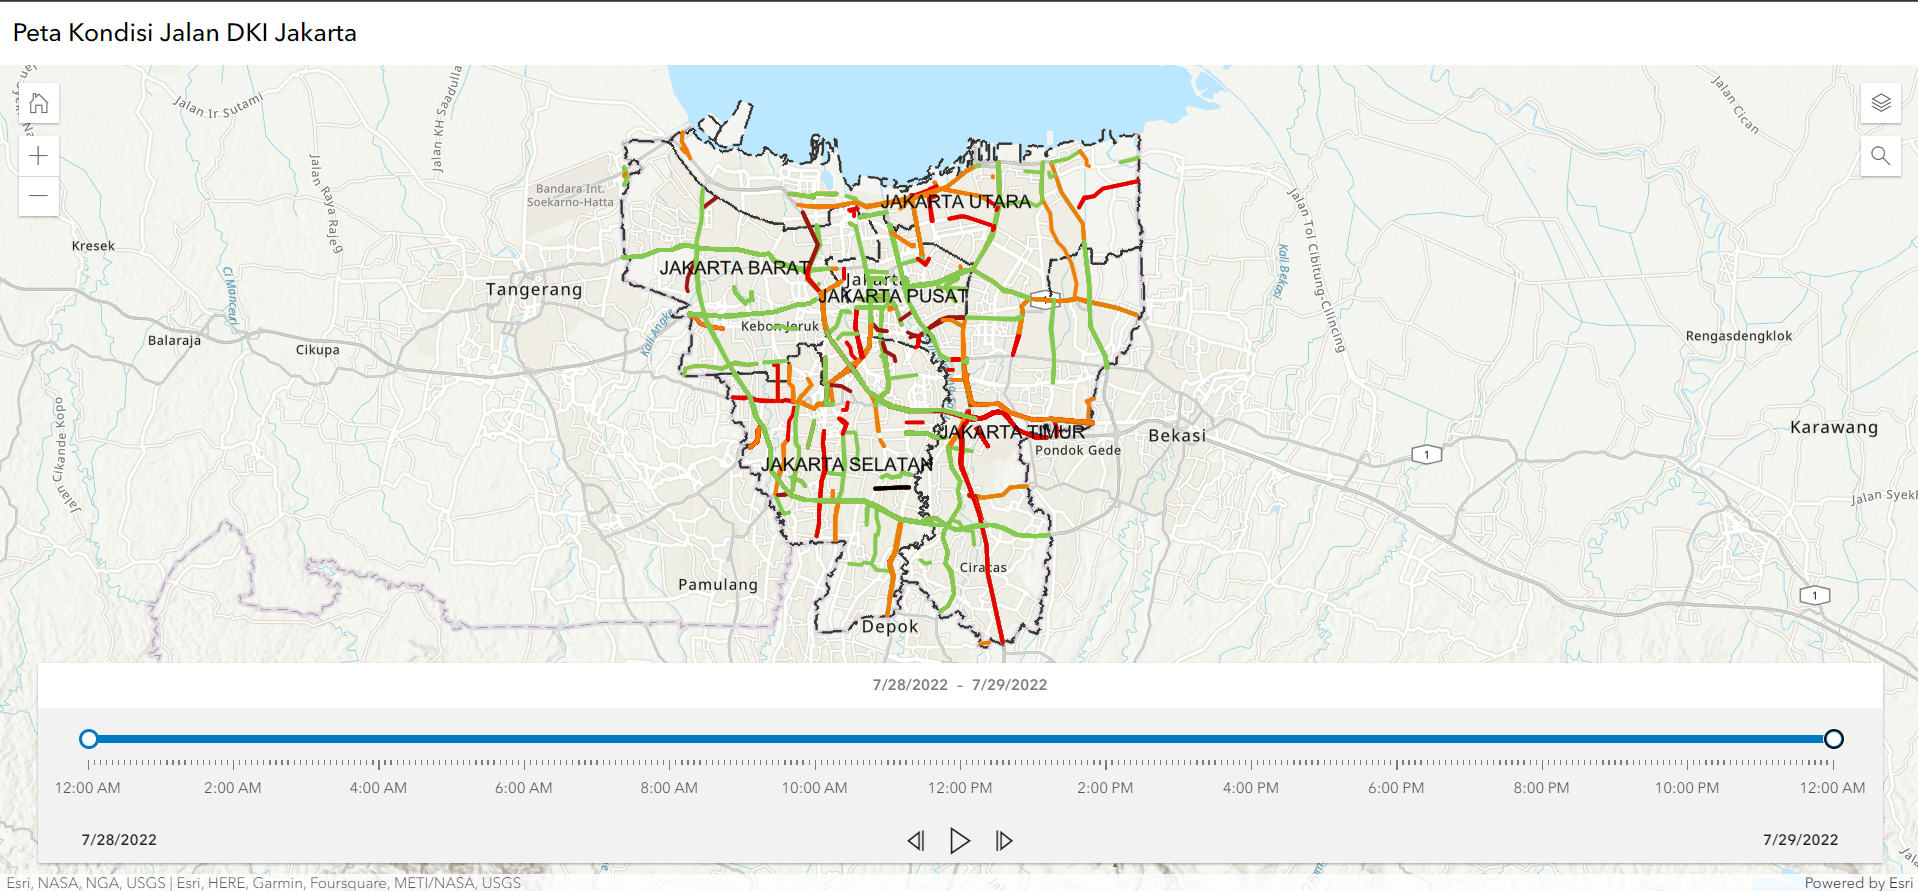 Peta Kondisi Jalan DKI Jakarta
Jalan Ir Sutami
Jalan KH Saadulla
Jalan Raya Rajeg
Jalan Cican
Bandara Int.
Soekarno-Hatta
JAKARTA UTARA
Kresek
Ci Manceuri
JAKARTA BARAT
Jakarta
JAKARTA PUSAT
Tangerang
Jalan Tol Cibitung-Cilincing
Kali Bekasi
1
Kali Angke
Kebon Jeruk
Balaraja
Cikupa
Rengasdengklok
Jalan Cikande Kopo
JAKARTA TIMUR
Bekasi
Karawang
Pondok Gede
1
JAKARTA SELATAN
Jalan Syekh
Ciracas
Pamulang
1
Depok
7/28/2022 - 7/29/2022
12:00 AM 2:00 AM 4:00 AM 6:00 AM 8:00 AM 10:00 AM 12:00 PM 2:00 PM 4:00 PM 6:00 PM 8:00 PM 10:00 PM 12:00 AM
7/28/2022 7/29/2022
Esri, NASA, NGA, USGS | Esri, HERE, Garmin, Foursquare, METI/NASA, USGS Powered by Esri